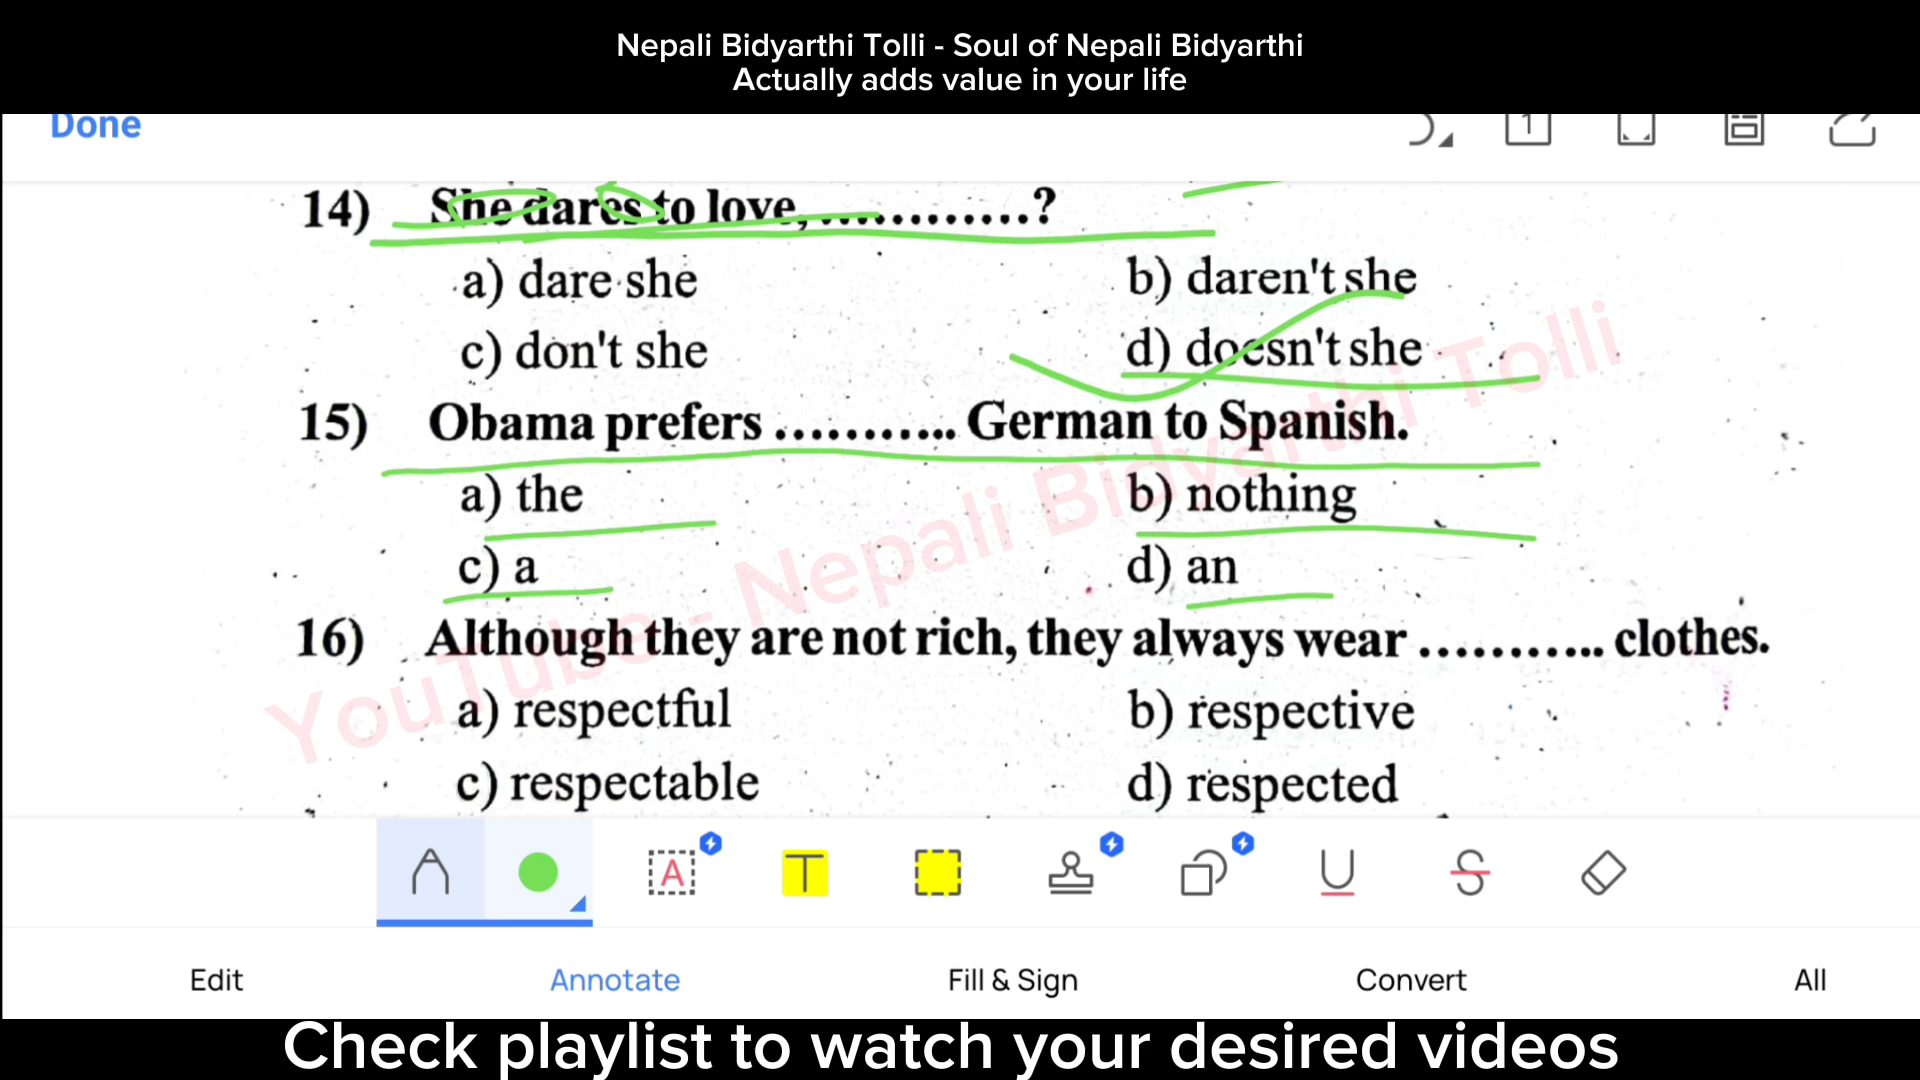 Nepali Bidyarthi Tolli - Soul of Nepali Bidyarthi
Actually adds value in your life
Done
14) She dares to love, ............?
a) dare she b) daren't she
c) don't she d) doesn't she
15) Obama prefers ........... German to Spanish.
a) the b) nothing
c) a d) an
16) Although they are not rich, they always wear ........... clothes.
a) respectful b) respective
c) respectable d) respected
YouTube - Nepali Bidyarthi Tolli
Edit Annotate Fill & Sign Convert All
Check playlist to watch your desired videos